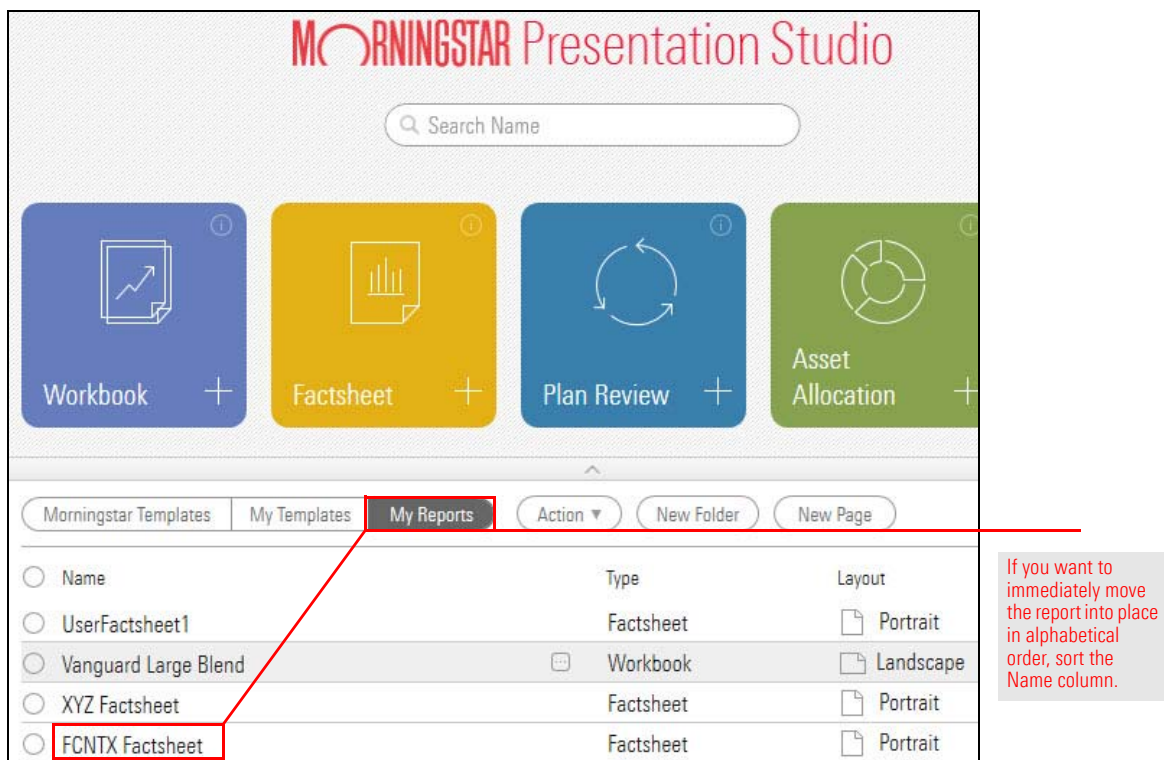 MORNINGSTAR Presentation Studio
Search Name
Workbook
Factsheet
Plan Review
Asset
Allocation
Morningstar Templates My Templates My Reports Action New Folder New Page
Name Type Layout
UserFactsheet1 Factsheet Portrait
Vanguard Large Blend Workbook Landscape
XYZ Factsheet Factsheet Portrait
FCNTX Factsheet Factsheet Portrait
If you want to
immediately move
the report into place
in alphabetical
order, sort the
Name column.